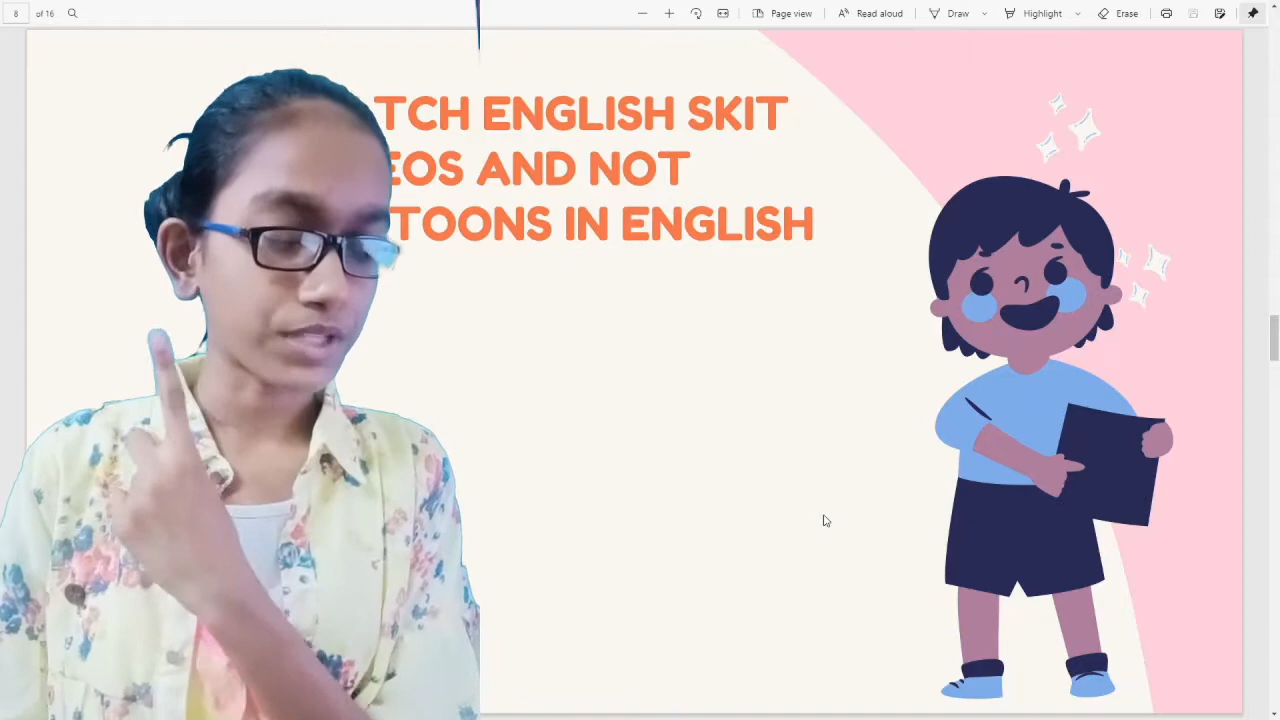 8 of 16 Page view Read aloud Draw Highlight Erase
TCH ENGLISH SKIT
EOS AND NOT
TOONS IN ENGLISH